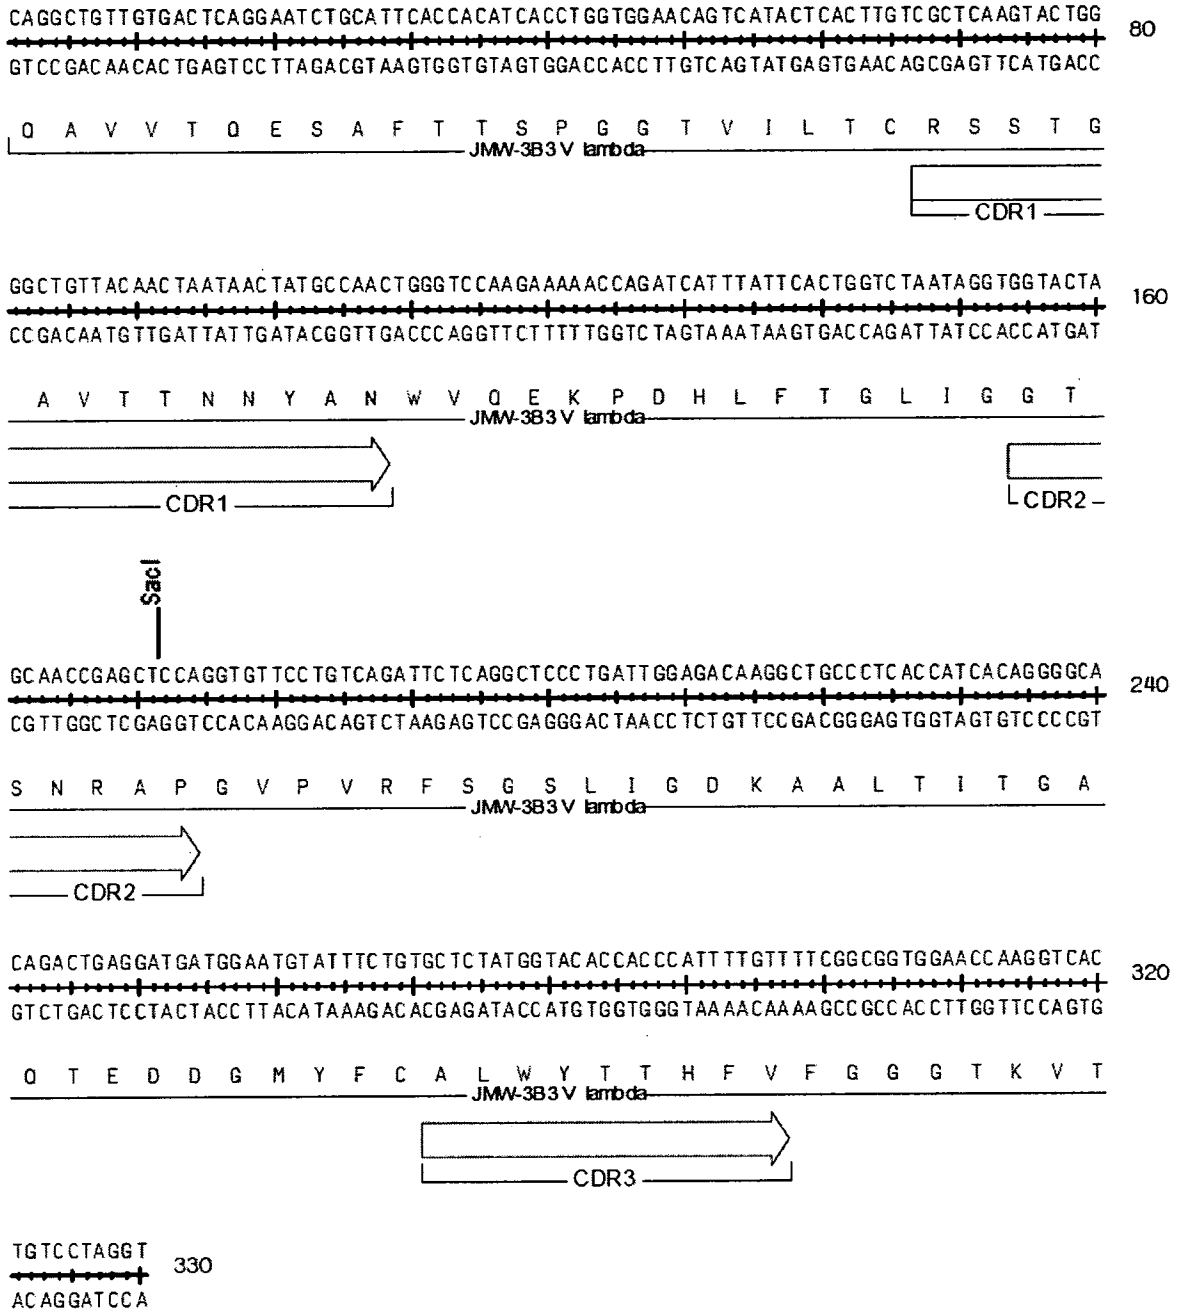 CAGGCTGTTGTGACTCAGGAATCTGCATTCACCACATCACCTGGTGGAACAGTCATACTCACTTGTCGCTCAAGTACTGG
80
GTCCGACAACACTGAGTCCTTAGACGTAAGTGGTGTAGTGGACCACCTTGTCAGTATGAGTGAACAGCGAGTTCATGACC
Q A V V T Q E S A F T T S P G G T V I L T C R S S T G
JMW-3B3 V lambda
CDR1
GGCTGTTACAACTAATAACTATGCCAACTGGGTCCAAGAAAAACCAGATCATTTATTCACTGGTCTAATAGGTGGTACTA
160
CCGACAATGTTGATTATTGATACGGTTGACCCAGGTTCTTTTTGGTCTAGTAAATAAGTGACCAGATTATCCACCATGAT
A V T T N N Y A N W V Q E K P D H L F T G L I G G T
JMW-3B3 V lambda
CDR1
CDR2
SacI
GCAACCGAGCTCCAGGTGTTCCTGTCAGATTCTCAGGCTCCCTGATTGGAGACAAGGCTGCCCTCACCATCACAGGGGCA
240
CGTTGGCTCGAGGTCCACAAGGACAGTCTAAGAGTCCGAGGGACTAACCTCTGTTCCGACGGGAGTGGTAGTGTCCCCGT
S N R A P G V P V R F S G S L I G D K A A L T I T G A
JMW-3B3 V lambda
CDR2
CAGACTGAGGATGATGGAATGTATTTCTGTGCTCTATGGTACACCACCCATTTTGTTTTCGGCGGTGGAACCAAGGTCAC
320
GTCTGACTCCTACTACCTTACATAAAGACACGAGATACCATGTGGTGGGTAAAACAAAAGCCGCCACCTTGGTTCCAGTG
Q T E D D G M Y F C A L W Y T T H F V F G G G T K V T
JMW-3B3 V lambda
CDR3
TGTCCTAGGT
330
ACAGGATCCA